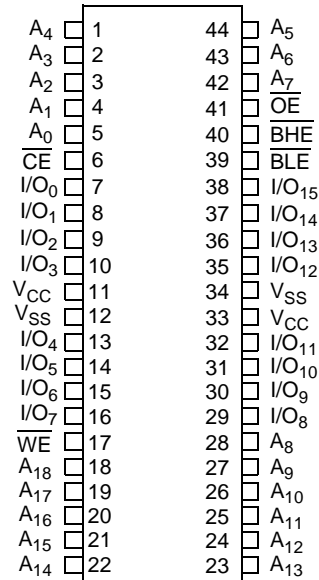 A4 1 44 A5
A3 2 43 A6
A2 3 42 A7
A1 4 41 OE
A0 5 40 BHE
CE 6 39 BLE
I/O0 7 38 I/O15
I/O1 8 37 I/O14
I/O2 9 36 I/O13
I/O3 10 35 I/O12
VCC 11 34 VSS
VSS 12 33 VCC
I/O4 13 32 I/O11
I/O5 14 31 I/O10
I/O6 15 30 I/O9
I/O7 16 29 I/O8
WE 17 28 A8
A18 18 27 A9
A17 19 26 A10
A16 20 25 A11
A15 21 24 A12
A14 22 23 A13